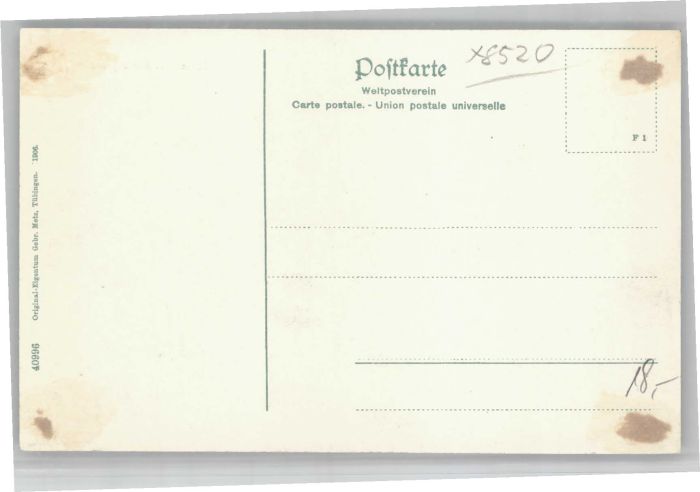 Postkarte
x8520
Weltpostverein
Carte postale. - Union postale universelle
F 1
40996 Original-Eigentum Gebr. Metz, Tübingen. 1906.
18,-